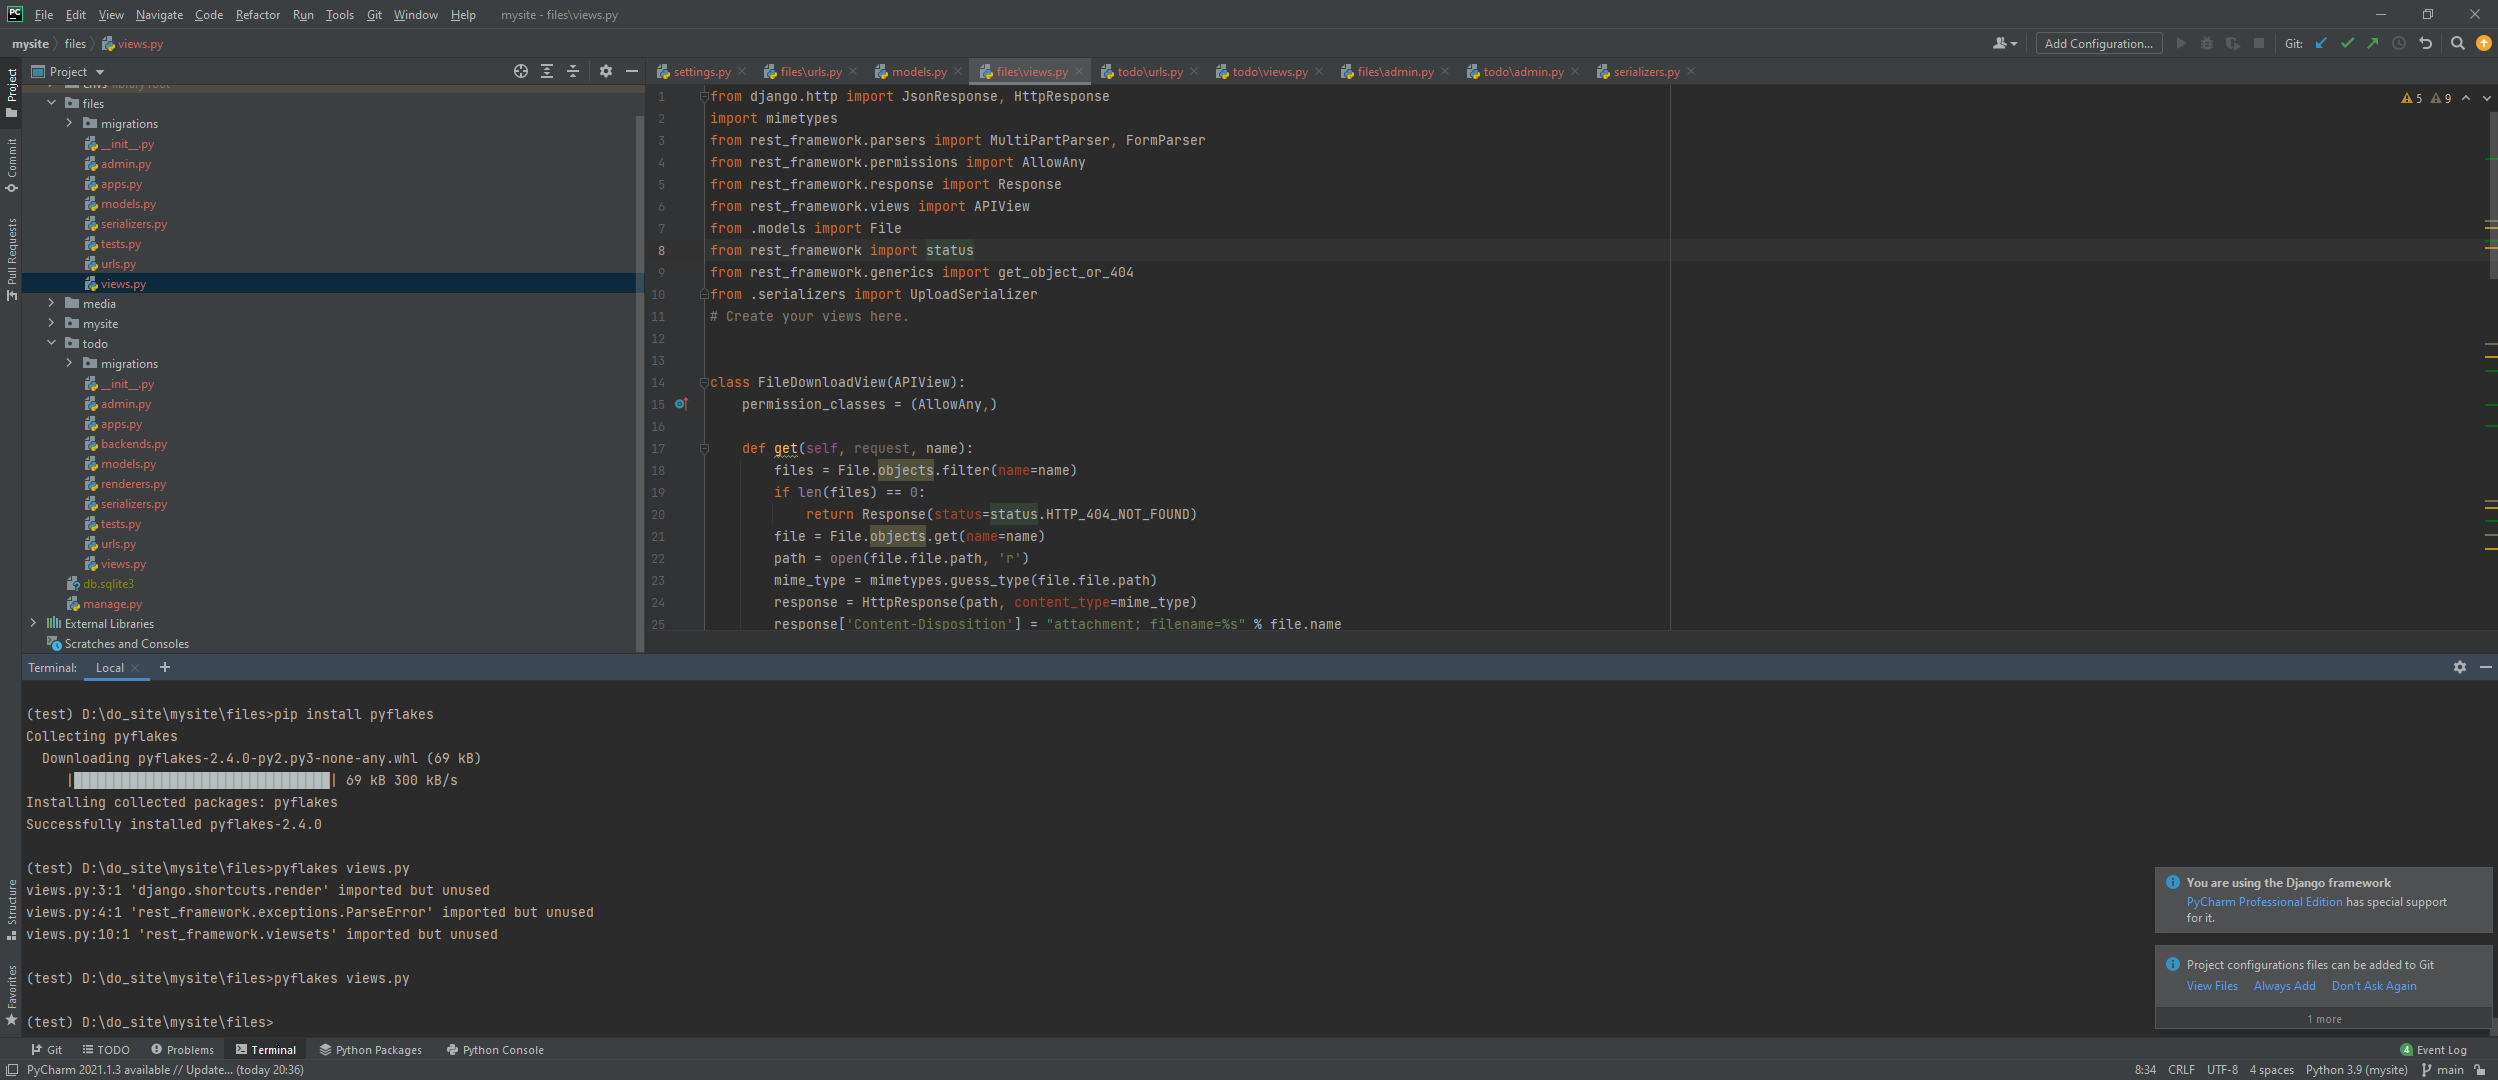 PC File Edit View Navigate Code Refactor Run Tools Git Window Help mysite - files\views.py
mysite files views.py Add Configuration... Git:
Project settings.py files\urls.py models.py files\views.py todo\urls.py todo\views.py files\admin.py todo\admin.py serializers.py
Project
Commit
Pull Requests
Structure
Favorites
envs library root
files
migrations
__init__.py
admin.py
apps.py
models.py
serializers.py
tests.py
urls.py
views.py
media
mysite
todo
migrations
__init__.py
admin.py
apps.py
backends.py
models.py
renderers.py
serializers.py
tests.py
urls.py
views.py
db.sqlite3
manage.py
External Libraries
Scratches and Consoles
5 9
1 from django.http import JsonResponse, HttpResponse
2 import mimetypes
3 from rest_framework.parsers import MultiPartParser, FormParser
4 from rest_framework.permissions import AllowAny
5 from rest_framework.response import Response
6 from rest_framework.views import APIView
7 from .models import File
8 from rest_framework import status
9 from rest_framework.generics import get_object_or_404
10 from .serializers import UploadSerializer
11 # Create your views here.
12
13
14 class FileDownloadView(APIView):
15 permission_classes = (AllowAny,)
16
17 def get(self, request, name):
18 files = File.objects.filter(name=name)
19 if len(files) == 0:
20 return Response(status=status.HTTP_404_NOT_FOUND)
21 file = File.objects.get(name=name)
22 path = open(file.file.path, 'r')
23 mime_type = mimetypes.guess_type(file.file.path)
24 response = HttpResponse(path, content_type=mime_type)
25 response['Content-Disposition'] = "attachment; filename=%s" % file.name
Terminal: Local
(test) D:\do_site\mysite\files>pip install pyflakes
Collecting pyflakes
Downloading pyflakes-2.4.0-py2.py3-none-any.whl (69 kB)
| | 69 kB 300 kB/s
Installing collected packages: pyflakes
Successfully installed pyflakes-2.4.0
(test) D:\do_site\mysite\files>pyflakes views.py
views.py:3:1 'django.shortcuts.render' imported but unused
views.py:4:1 'rest_framework.exceptions.ParseError' imported but unused
views.py:10:1 'rest_framework.viewsets' imported but unused
(test) D:\do_site\mysite\files>pyflakes views.py
(test) D:\do_site\mysite\files>
You are using the Django framework
PyCharm Professional Edition has special support
for it.
Project configurations files can be added to Git
View Files Always Add Don't Ask Again
1 more
Git TODO Problems Terminal Python Packages Python Console 4 Event Log
PyCharm 2021.1.3 available // Update... (today 20:36) 8:34 CRLF UTF-8 4 spaces Python 3.9 (mysite) main